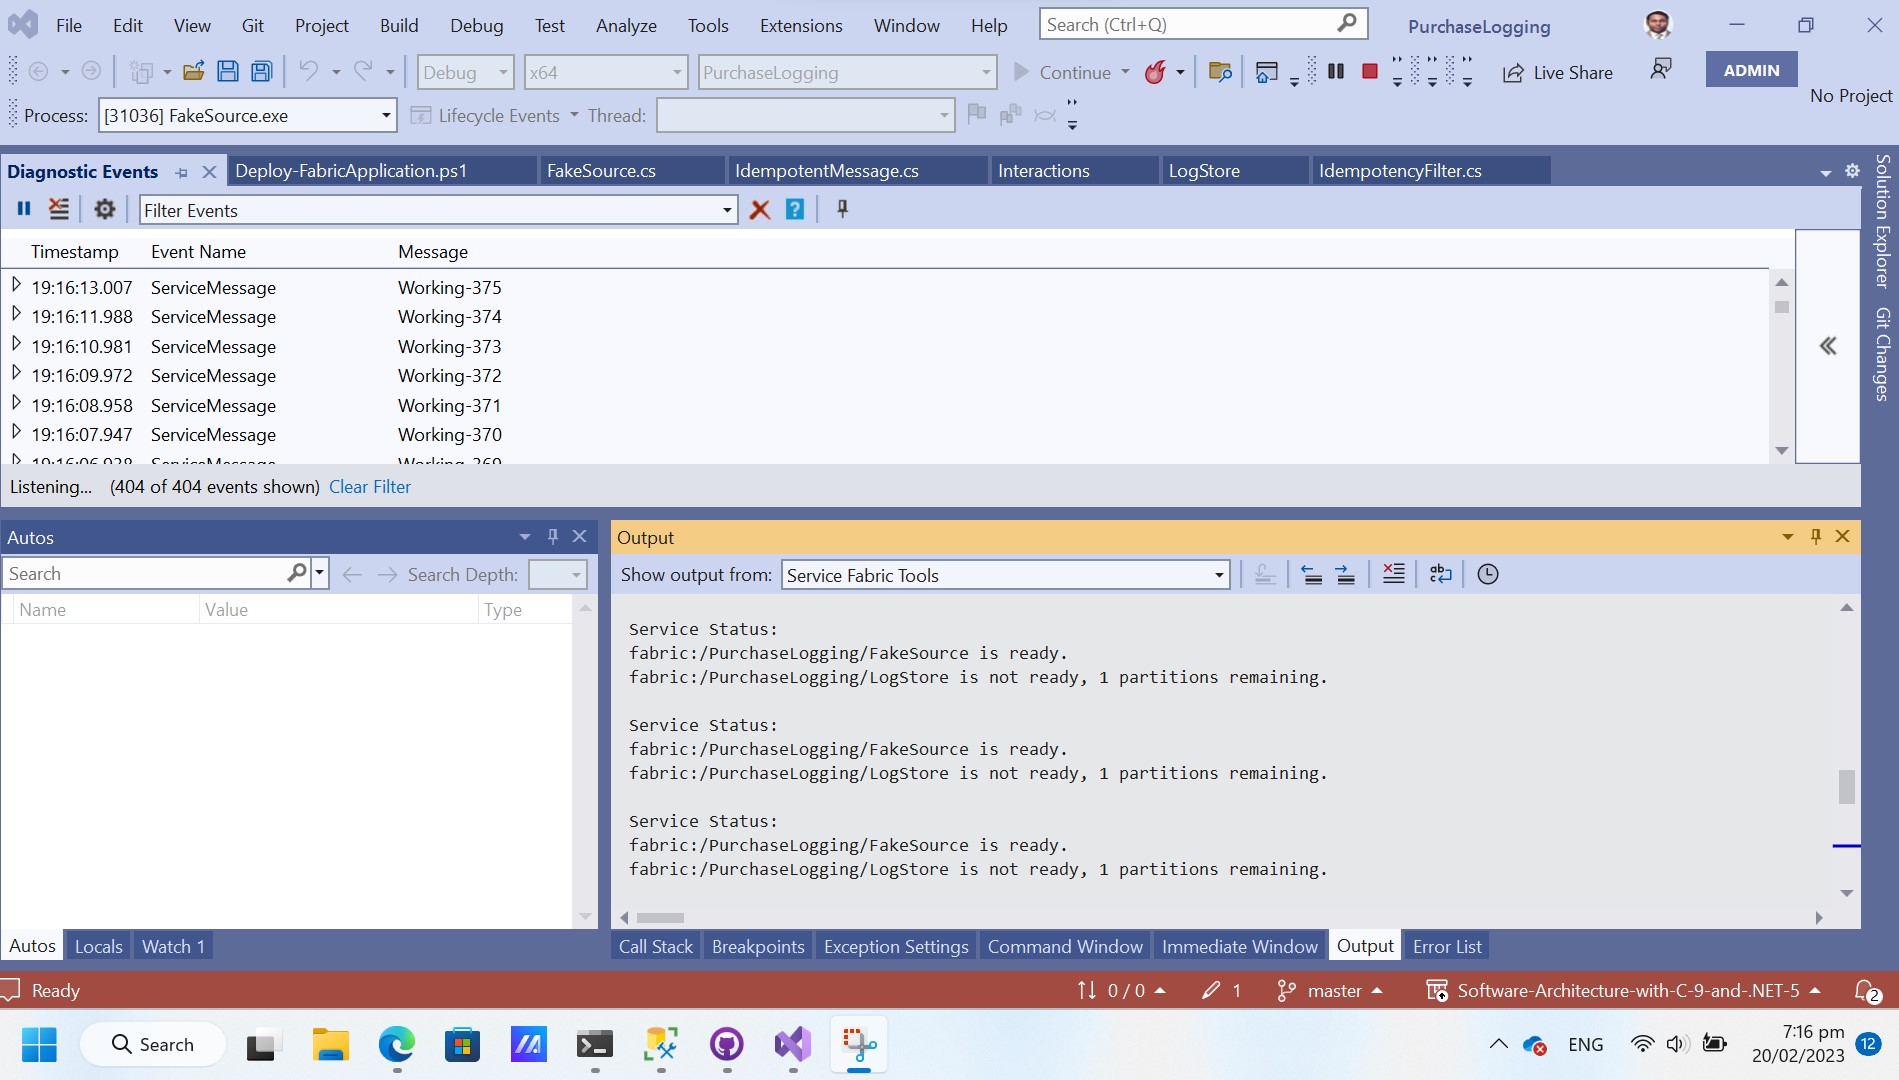 File Edit View Git Project Build Debug Test Analyze Tools Extensions Window Help Search (Ctrl+Q) PurchaseLogging
Debug x64 PurchaseLogging Continue Live Share ADMIN
No Project
Process: [31036] FakeSource.exe Lifecycle Events Thread:
Diagnostic Events Deploy-FabricApplication.ps1 FakeSource.cs IdempotentMessage.cs Interactions LogStore IdempotencyFilter.cs
Solution Explorer
Git Changes
Filter Events
Timestamp Event Name Message
19:16:13.007 ServiceMessage Working-375
19:16:11.988 ServiceMessage Working-374
19:16:10.981 ServiceMessage Working-373
19:16:09.972 ServiceMessage Working-372
19:16:08.958 ServiceMessage Working-371
19:16:07.947 ServiceMessage Working-370
19:16:06.938 ServiceMessage Working-369
Listening... (404 of 404 events shown) Clear Filter
Autos
Search Search Depth:
Name Value Type
Autos Locals Watch 1
Output
Show output from: Service Fabric Tools
Service Status:
fabric:/PurchaseLogging/FakeSource is ready.
fabric:/PurchaseLogging/LogStore is not ready, 1 partitions remaining.
Service Status:
fabric:/PurchaseLogging/FakeSource is ready.
fabric:/PurchaseLogging/LogStore is not ready, 1 partitions remaining.
Service Status:
fabric:/PurchaseLogging/FakeSource is ready.
fabric:/PurchaseLogging/LogStore is not ready, 1 partitions remaining.
Call Stack Breakpoints Exception Settings Command Window Immediate Window Output Error List
Ready 0 / 0 1 master Software-Architecture-with-C-9-and-.NET-5 2
Search ENG 7:16 pm 12
20/02/2023